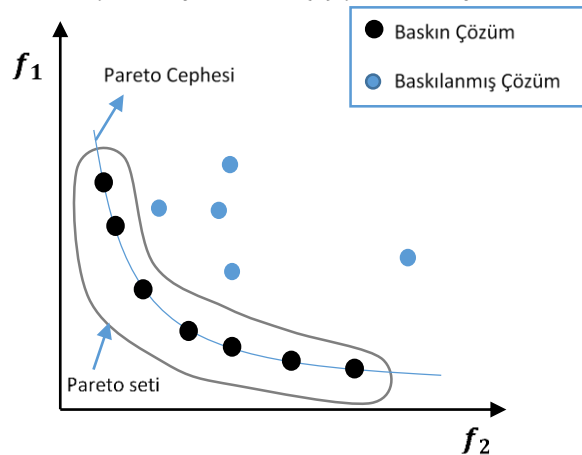 Baskın Çözüm
Baskılanmış Çözüm
f1
Pareto Cephesi
Pareto seti
f2